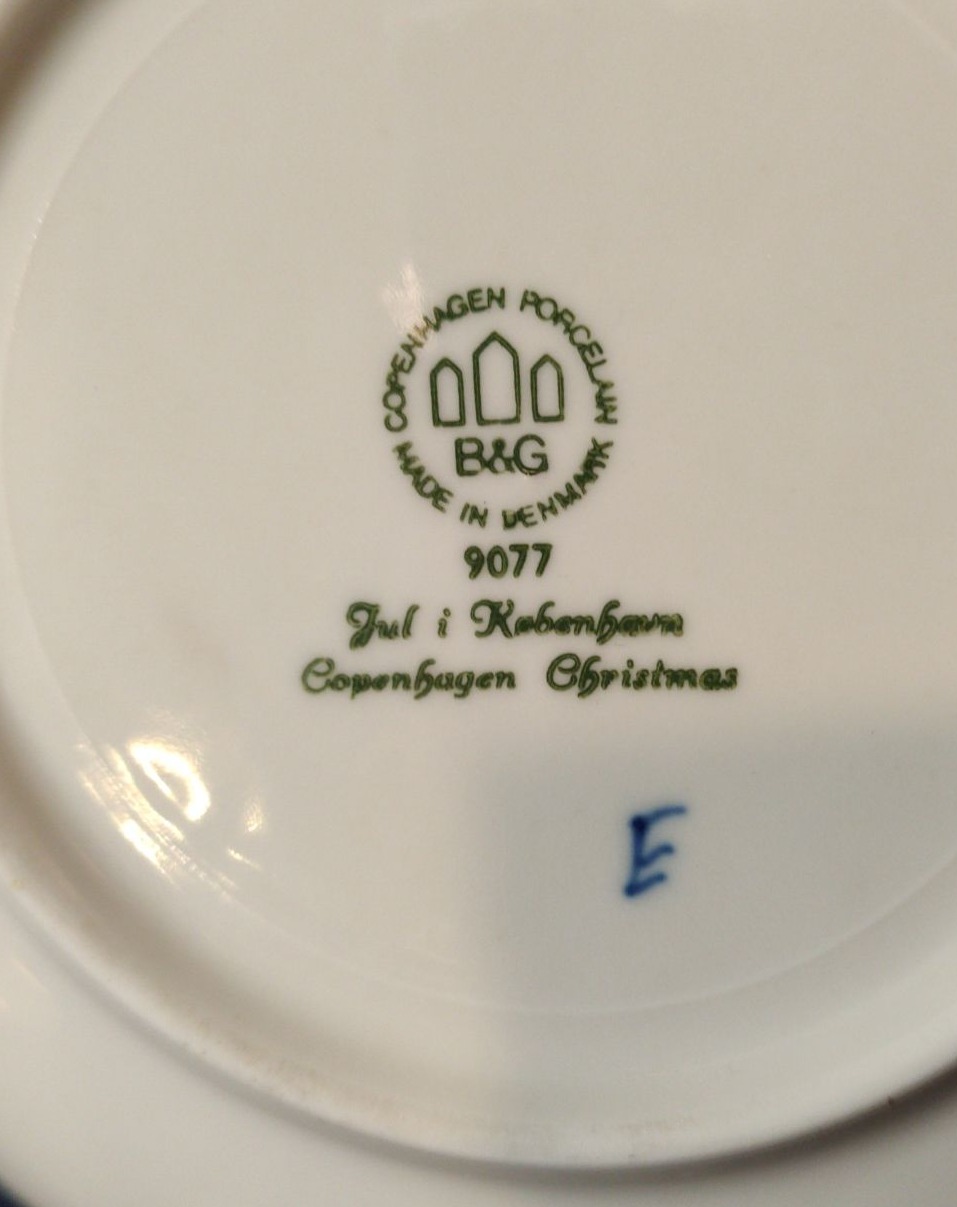 COPENHAGEN PORCELAIN
B&G
MADE IN DENMARK
9077
Jul i København
Copenhagen Christmas
E